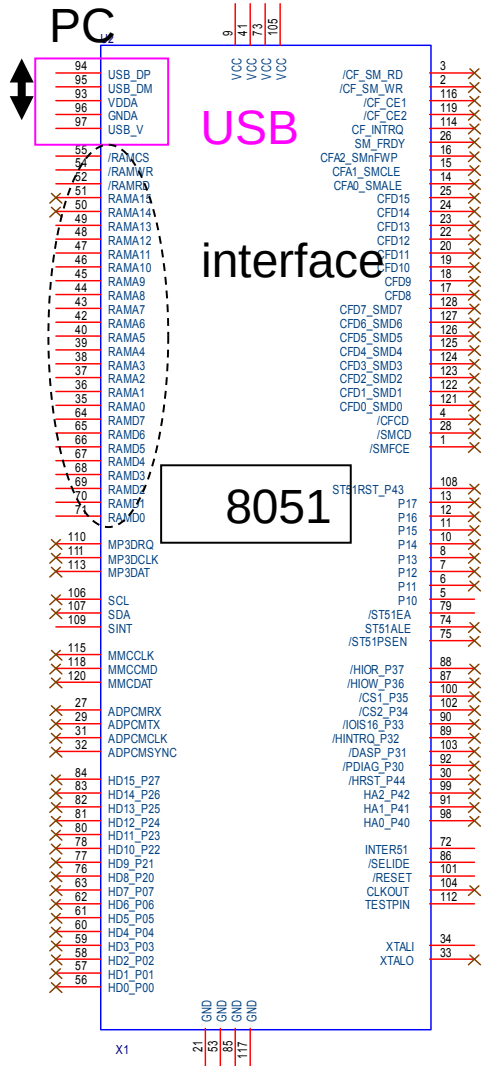 PC
U2
9 VCC
41 VCC
73 VCC
105 VCC
94 USB_DP
95 USB_DM
93 VDDA
96 GNDA
97 USB_V
55 /RAMCS
54 /RAMWR
52 /RAMRD
51 RAMA15
50 RAMA14
49 RAMA13
48 RAMA12
47 RAMA11
46 RAMA10
45 RAMA9
44 RAMA8
43 RAMA7
42 RAMA6
40 RAMA5
39 RAMA4
38 RAMA3
37 RAMA2
36 RAMA1
35 RAMA0
64 RAMD7
65 RAMD6
66 RAMD5
67 RAMD4
68 RAMD3
69 RAMD2
70 RAMD1
71 RAMD0
110 MP3DRQ
111 MP3DCLK
113 MP3DAT
106 SCL
107 SDA
109 SINT
115 MMCCLK
118 MMCCMD
120 MMCDAT
27 ADPCMRX
29 ADPCMTX
31 ADPCMCLK
32 ADPCMSYNC
84 HD15_P27
83 HD14_P26
82 HD13_P25
81 HD12_P24
80 HD11_P23
78 HD10_P22
77 HD9_P21
76 HD8_P20
63 HD7_P07
62 HD6_P06
61 HD5_P05
60 HD4_P04
59 HD3_P03
58 HD2_P02
57 HD1_P01
56 HD0_P00
USB
interface
8051
/CF_SM_RD 3
/CF_SM_WR 2
/CF_CE1 116
/CF_CE2 119
CF_INTRQ 114
SM_FRDY 26
CFA2_SMnFWP 16
CFA1_SMCLE 15
CFA0_SMALE 14
CFD15 25
CFD14 24
CFD13 23
CFD12 22
CFD11 20
CFD10 19
CFD9 18
CFD8 17
CFD7_SMD7 128
CFD6_SMD6 127
CFD5_SMD5 126
CFD4_SMD4 125
CFD3_SMD3 124
CFD2_SMD2 123
CFD1_SMD1 122
CFD0_SMD0 121
/CFCD 4
/SMCD 28
/SMFCE 1
ST51RST_P43 108
P17 13
P16 12
P15 11
P14 10
P13 8
P12 7
P11 6
P10 5
/ST51EA 79
ST51ALE 74
/ST51PSEN 75
/HIOR_P37 88
/HIOW_P36 87
/CS1_P35 100
/CS2_P34 102
/IOIS16_P33 90
/HINTRQ_P32 89
/DASP_P31 103
/PDIAG_P30 92
/HRST_P44 30
HA2_P42 99
HA1_P41 91
HA0_P40 98
INTER51 72
/SELIDE 86
/RESET 101
CLKOUT 104
TESTPIN 112
XTALI 34
XTALO 33
GND 21
GND 53
GND 85
GND 117
X1